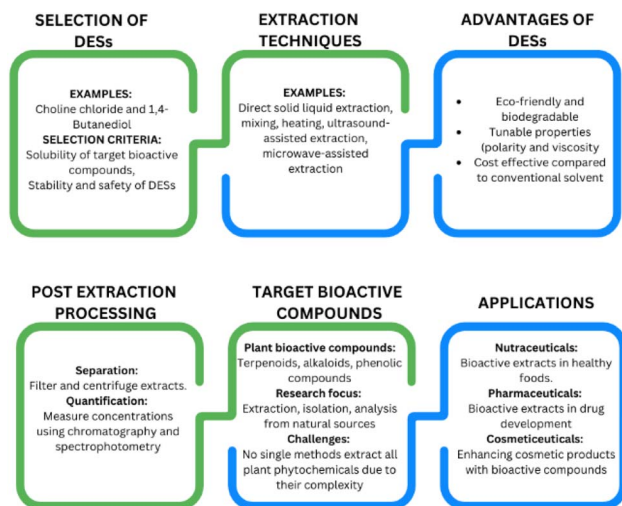 SELECTION OF
DESs
EXAMPLES:
Choline chloride and 1,4-
Butanediol
SELECTION CRITERIA:
Solubility of target bioactive
compounds,
Stability and safety of DESs
EXTRACTION
TECHNIQUES
EXAMPLES:
Direct solid liquid extraction,
mixing, heating, ultrasound-
assisted extraction,
microwave-assisted
extraction
ADVANTAGES OF
DESs
• Eco-friendly and
biodegradable
• Tunable properties
(polarity and viscosity
• Cost effective compared
to conventional solvent
POST EXTRACTION
PROCESSING
Separation:
Filter and centrifuge extracts.
Quantification:
Measure concentrations
using chromatography and
spectrophotometry
TARGET BIOACTIVE
COMPOUNDS
Plant bioactive compounds:
Terpenoids, alkaloids, phenolic
compounds
Research focus:
Extraction, isolation, analysis
from natural sources
Challenges:
No single methods extract all
plant phytochemicals due to
their complexity
APPLICATIONS
Nutraceuticals:
Bioactive extracts in healthy
foods.
Pharmaceuticals:
Bioactive extracts in drug
development
Cosmeticeuticals:
Enhancing cosmetic products
with bioactive compounds